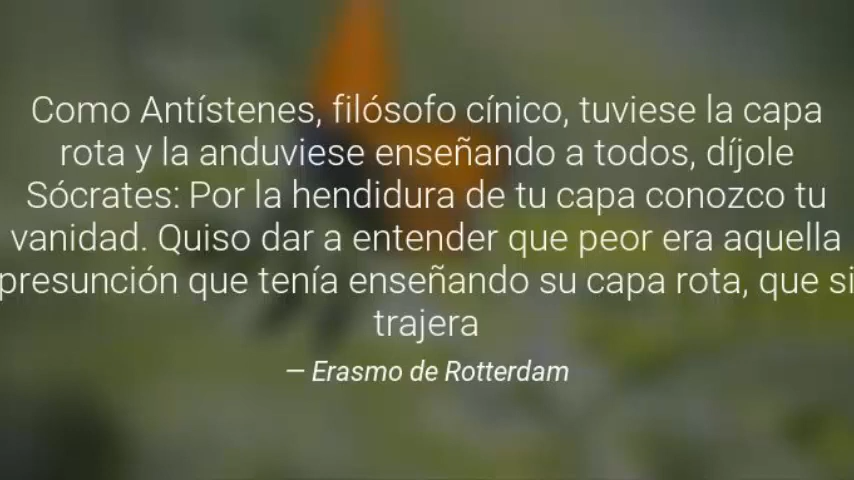 Como Antístenes, filósofo cínico, tuviese la capa
rota y la anduviese enseñando a todos, díjole
Sócrates: Por la hendidura de tu capa conozco tu
vanidad. Quiso dar a entender que peor era aquella
presunción que tenía enseñando su capa rota, que si
trajera
— Erasmo de Rotterdam